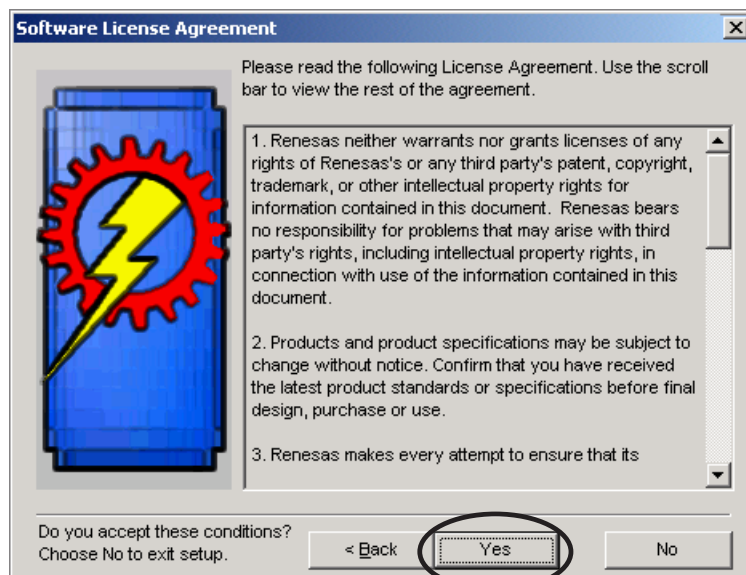 Software License Agreement
Please read the following License Agreement. Use the scroll
bar to view the rest of the agreement.
1. Renesas neither warrants nor grants licenses of any
rights of Renesas's or any third party's patent, copyright,
trademark, or other intellectual property rights for
information contained in this document.  Renesas bears
no responsibility for problems that may arise with third
party's rights, including intellectual property rights, in
connection with use of the information contained in this
document.
2. Products and product specifications may be subject to
change without notice. Confirm that you have received
the latest product standards or specifications before final
design, purchase or use.
3. Renesas makes every attempt to ensure that its
Do you accept these conditions?
Choose No to exit setup.
< Back
Yes
No